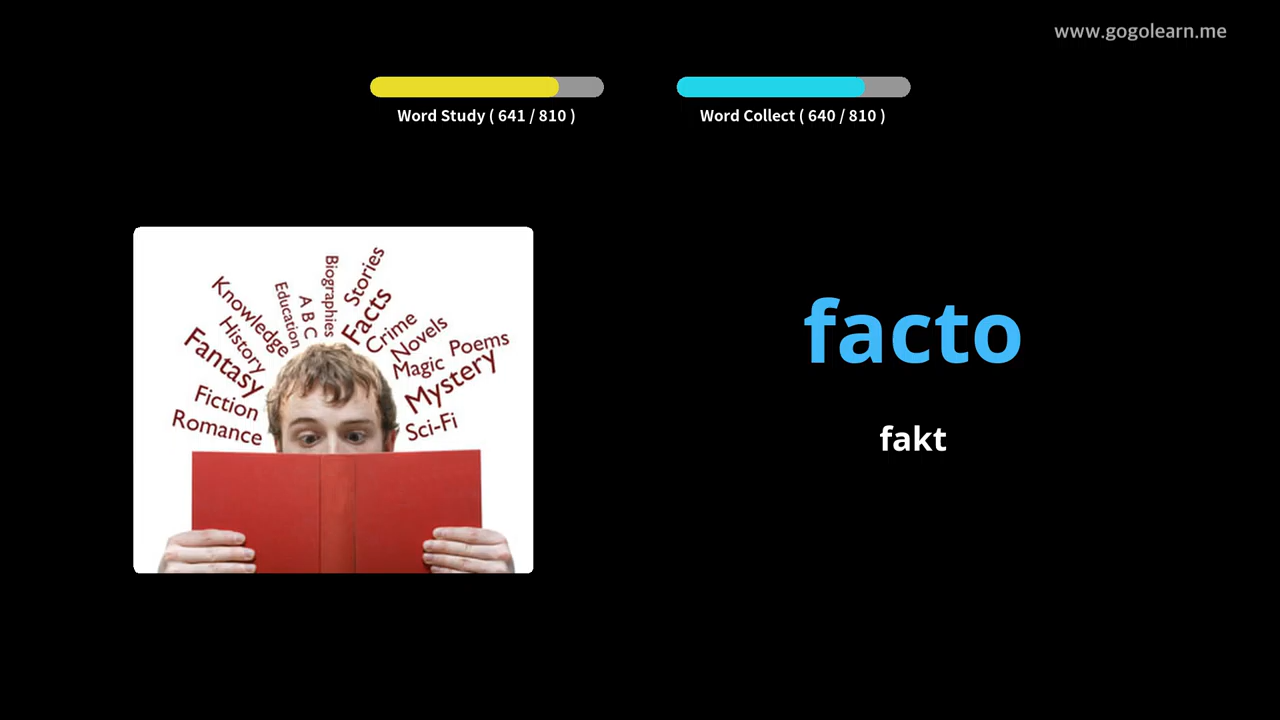 www.gogolearn.me
Word Study ( 641 / 810 )
Word Collect ( 640 / 810 )
Knowledge
Education
A B C
Biographies
Stories
Facts
Crime
Novels
Poems
History
Fantasy
Magic
Mystery
Fiction
Romance
Sci-Fi
facto
fakt